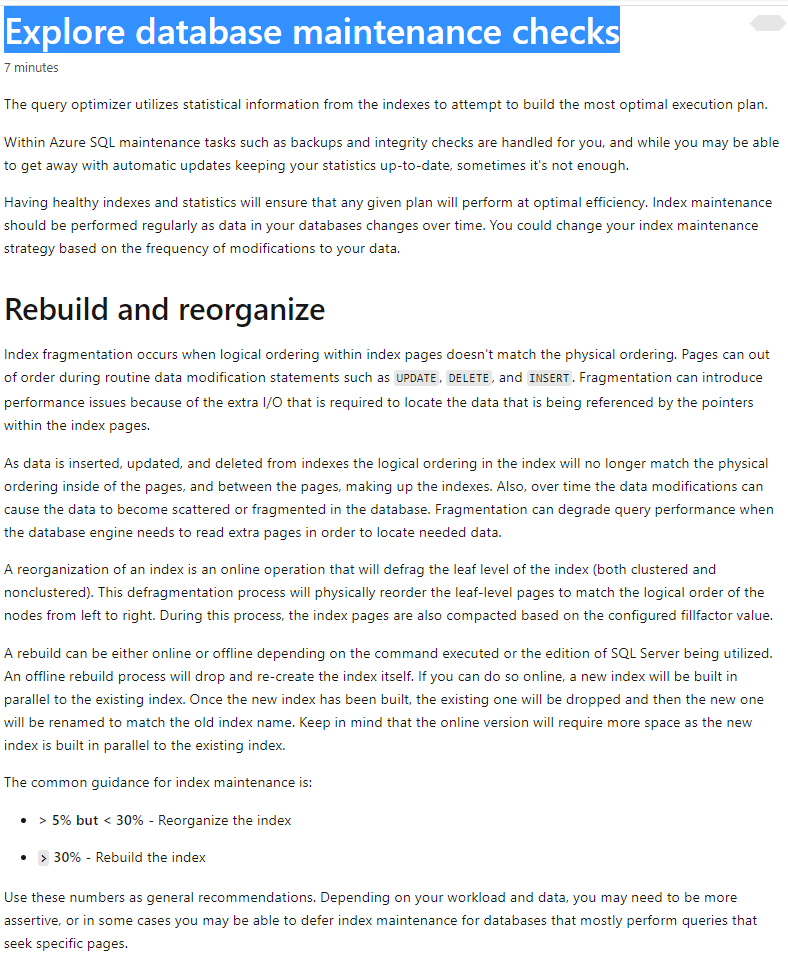 Explore database maintenance checks
7 minutes
The query optimizer utilizes statistical information from the indexes to attempt to build the most optimal execution plan.
Within Azure SQL maintenance tasks such as backups and integrity checks are handled for you, and while you may be able
to get away with automatic updates keeping your statistics up-to-date, sometimes it's not enough.
Having healthy indexes and statistics will ensure that any given plan will perform at optimal efficiency. Index maintenance
should be performed regularly as data in your databases changes over time. You could change your index maintenance
strategy based on the frequency of modifications to your data.
Rebuild and reorganize
Index fragmentation occurs when logical ordering within index pages doesn't match the physical ordering. Pages can out
of order during routine data modification statements such as UPDATE, DELETE, and INSERT. Fragmentation can introduce
performance issues because of the extra I/O that is required to locate the data that is being referenced by the pointers
within the index pages.
As data is inserted, updated, and deleted from indexes the logical ordering in the index will no longer match the physical
ordering inside of the pages, and between the pages, making up the indexes. Also, over time the data modifications can
cause the data to become scattered or fragmented in the database. Fragmentation can degrade query performance when
the database engine needs to read extra pages in order to locate needed data.
A reorganization of an index is an online operation that will defrag the leaf level of the index (both clustered and
nonclustered). This defragmentation process will physically reorder the leaf-level pages to match the logical order of the
nodes from left to right. During this process, the index pages are also compacted based on the configured fillfactor value.
A rebuild can be either online or offline depending on the command executed or the edition of SQL Server being utilized.
An offline rebuild process will drop and re-create the index itself. If you can do so online, a new index will be built in
parallel to the existing index. Once the new index has been built, the existing one will be dropped and then the new one
will be renamed to match the old index name. Keep in mind that the online version will require more space as the new
index is built in parallel to the existing index.
The common guidance for index maintenance is:
• > 5% but < 30% - Reorganize the index
• > 30% - Rebuild the index
Use these numbers as general recommendations. Depending on your workload and data, you may need to be more
assertive, or in some cases you may be able to defer index maintenance for databases that mostly perform queries that
seek specific pages.